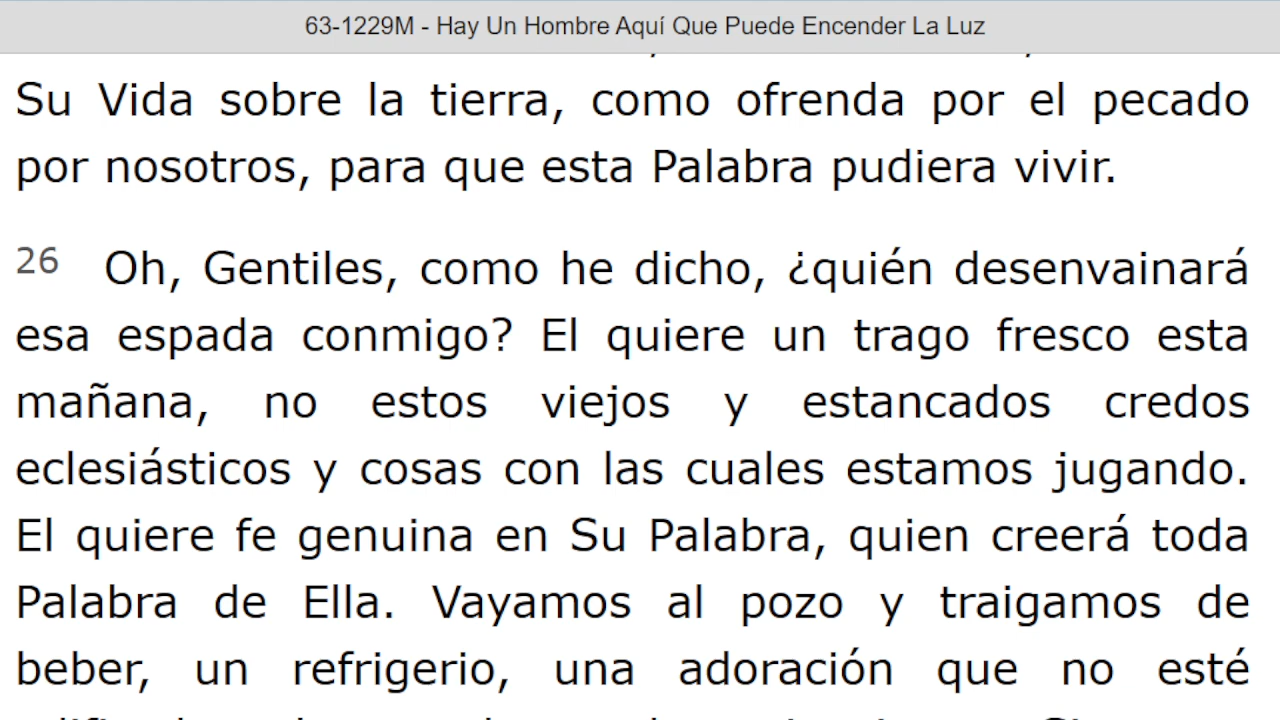 63-1229M - Hay Un Hombre Aquí Que Puede Encender La Luz
Su Vida sobre la tierra, como ofrenda por el pecado
por nosotros, para que esta Palabra pudiera vivir.
26 Oh, Gentiles, como he dicho, ¿quién desenvainará
esa espada conmigo? El quiere un trago fresco esta
mañana, no estos viejos y estancados credos
eclesiásticos y cosas con las cuales estamos jugando.
El quiere fe genuina en Su Palabra, quien creerá toda
Palabra de Ella. Vayamos al pozo y traigamos de
beber, un refrigerio, una adoración que no esté